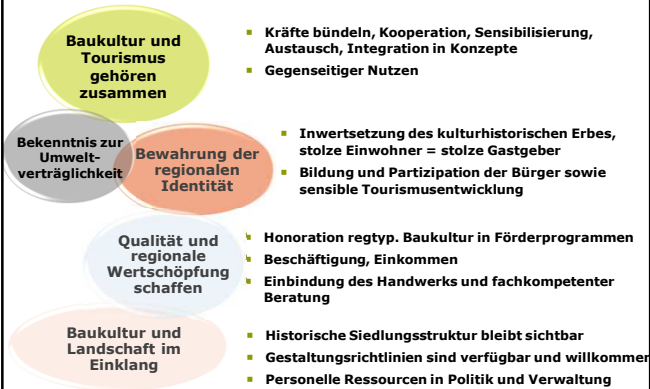 Baukultur und
Tourismus
gehören
zusammen
▪ Kräfte bündeln, Kooperation, Sensibilisierung,
Austausch, Integration in Konzepte
▪ Gegenseitiger Nutzen
Bekenntnis zur
Umwelt-
verträglichkeit
Bewahrung der
regionalen
Identität
▪ Inwertsetzung des kulturhistorischen Erbes,
stolze Einwohner = stolze Gastgeber
▪ Bildung und Partizipation der Bürger sowie
sensible Tourismusentwicklung
Qualität und
regionale
Wertschöpfung
schaffen
▪ Honoration regtyp. Baukultur in Förderprogrammen
▪ Beschäftigung, Einkommen
▪ Einbindung des Handwerks und fachkompetenter
Beratung
Baukultur und
Landschaft im
Einklang
▪ Historische Siedlungsstruktur bleibt sichtbar
▪ Gestaltungsrichtlinien sind verfügbar und willkommen
▪ Personelle Ressourcen in Politik und Verwaltung